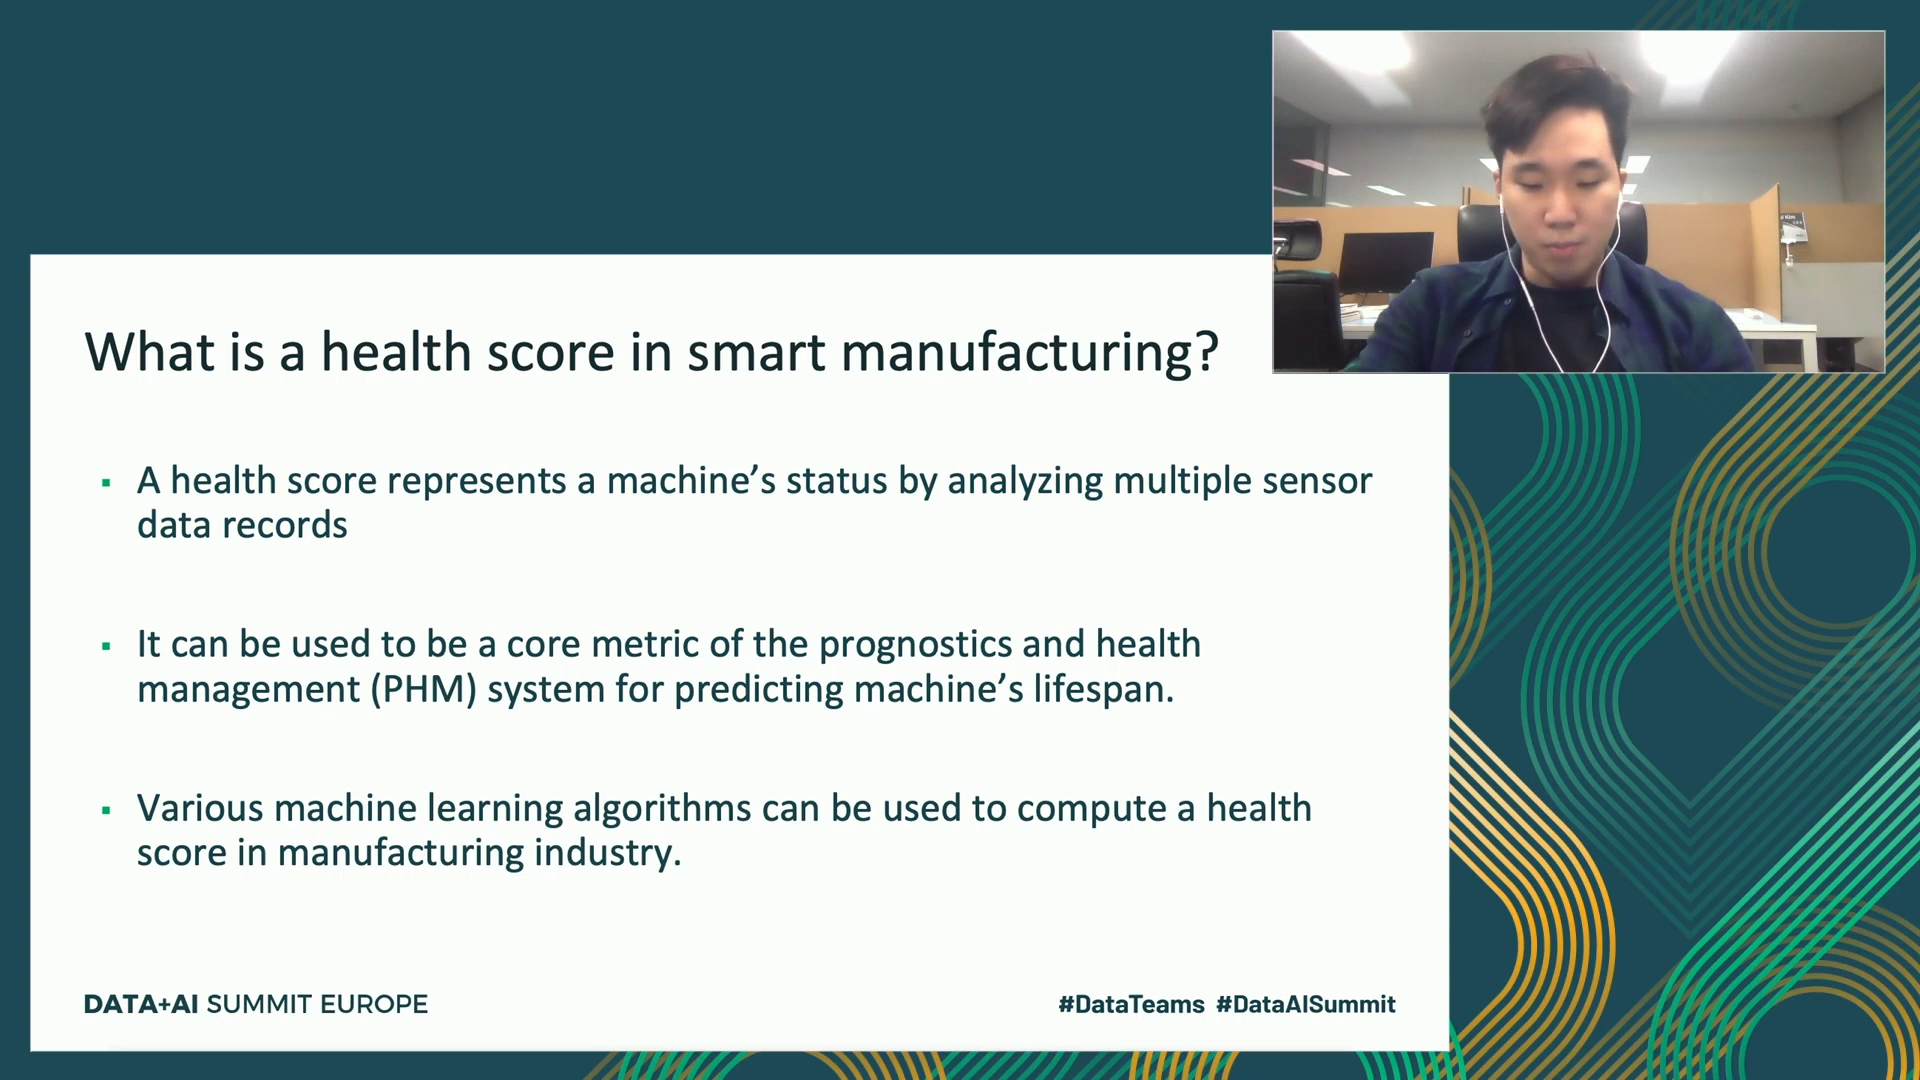 What is a health score in smart manufacturing?
▪ A health score represents a machine’s status by analyzing multiple sensor
data records
▪ It can be used to be a core metric of the prognostics and health
management (PHM) system for predicting machine’s lifespan.
▪ Various machine learning algorithms can be used to compute a health
score in manufacturing industry.
DATA+AI SUMMIT EUROPE
#DataTeams #DataAISummit